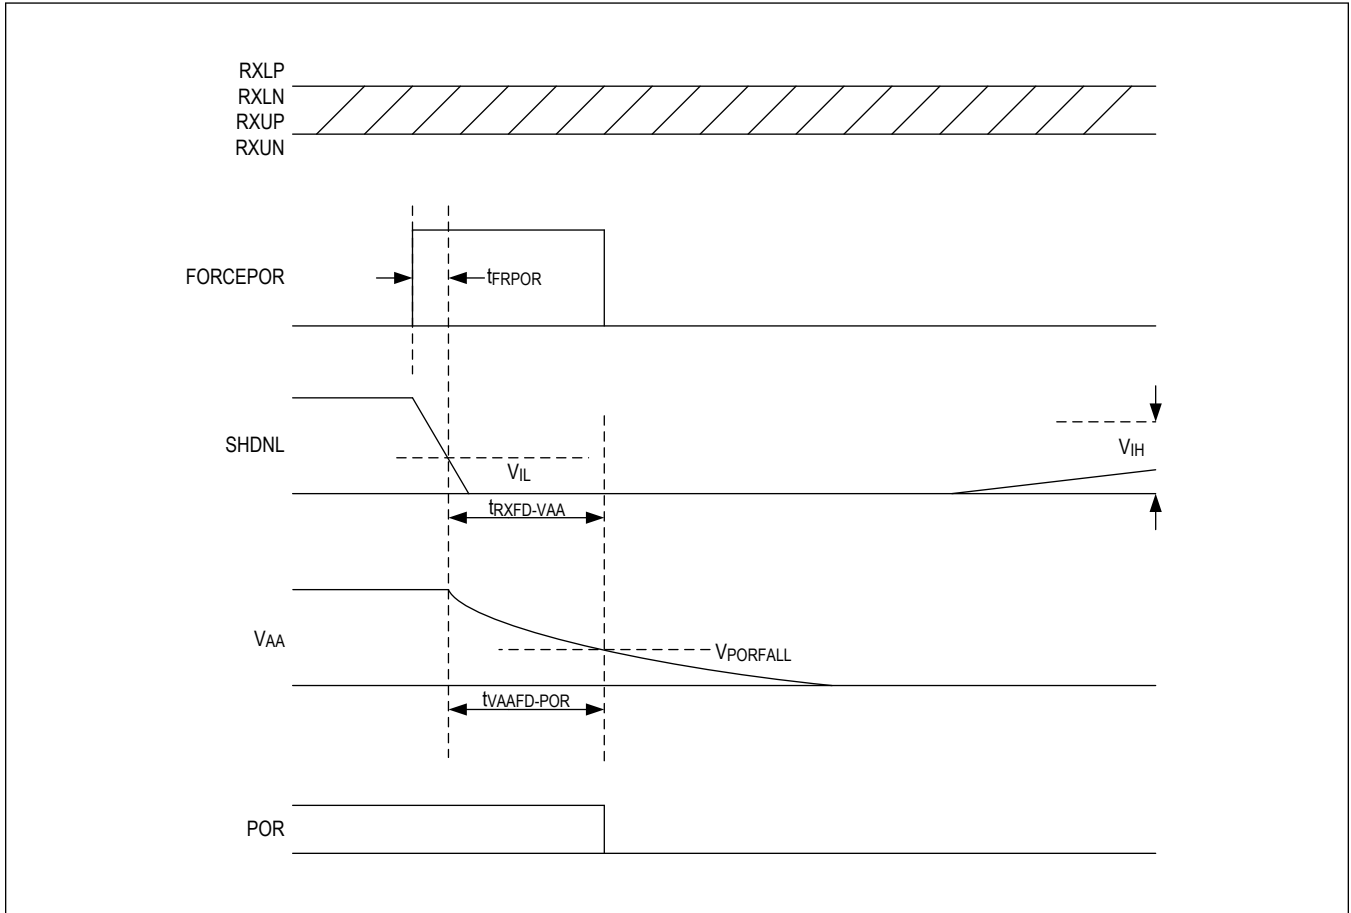 RXLP
RXLN
RXUP
RXUN
FORCEPOR
tFRPOR
SHDNL
VIL
VIH
tRXFD-VAA
VAA
VPORFALL
tVAAFD-POR
POR